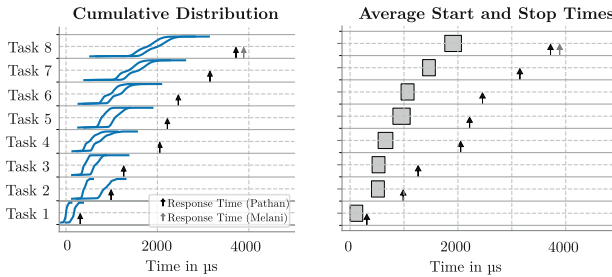 Cumulative Distribution
Task 8
Task 7
Task 6
Task 5
Task 4
Task 3
Task 2
Task 1
Response Time (Pathan)
Response Time (Melani)
0 2000 4000
Time in µs
Average Start and Stop Times
0 2000 4000
Time in µs